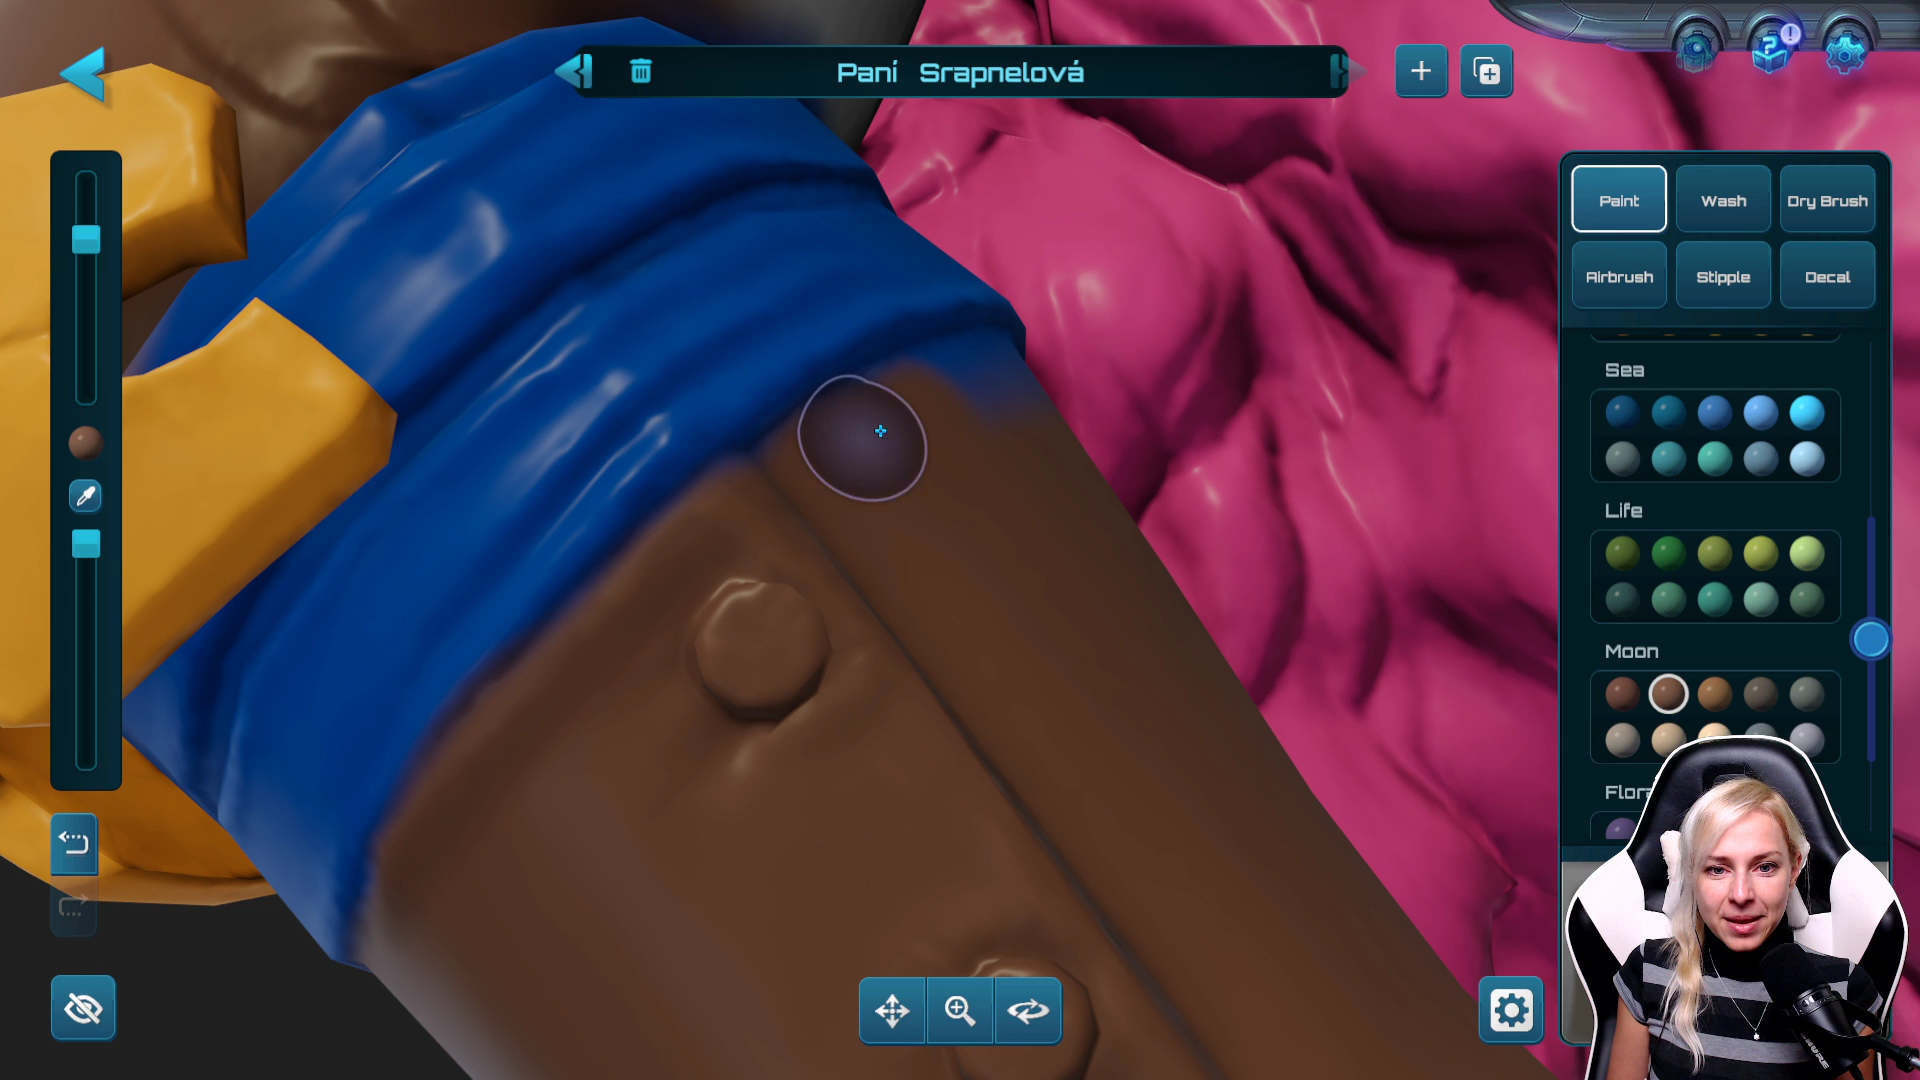 Paní Srapnelová
Paint
Wash
Dry Brush
Airbrush
Stipple
Decal
Sea
Life
Moon